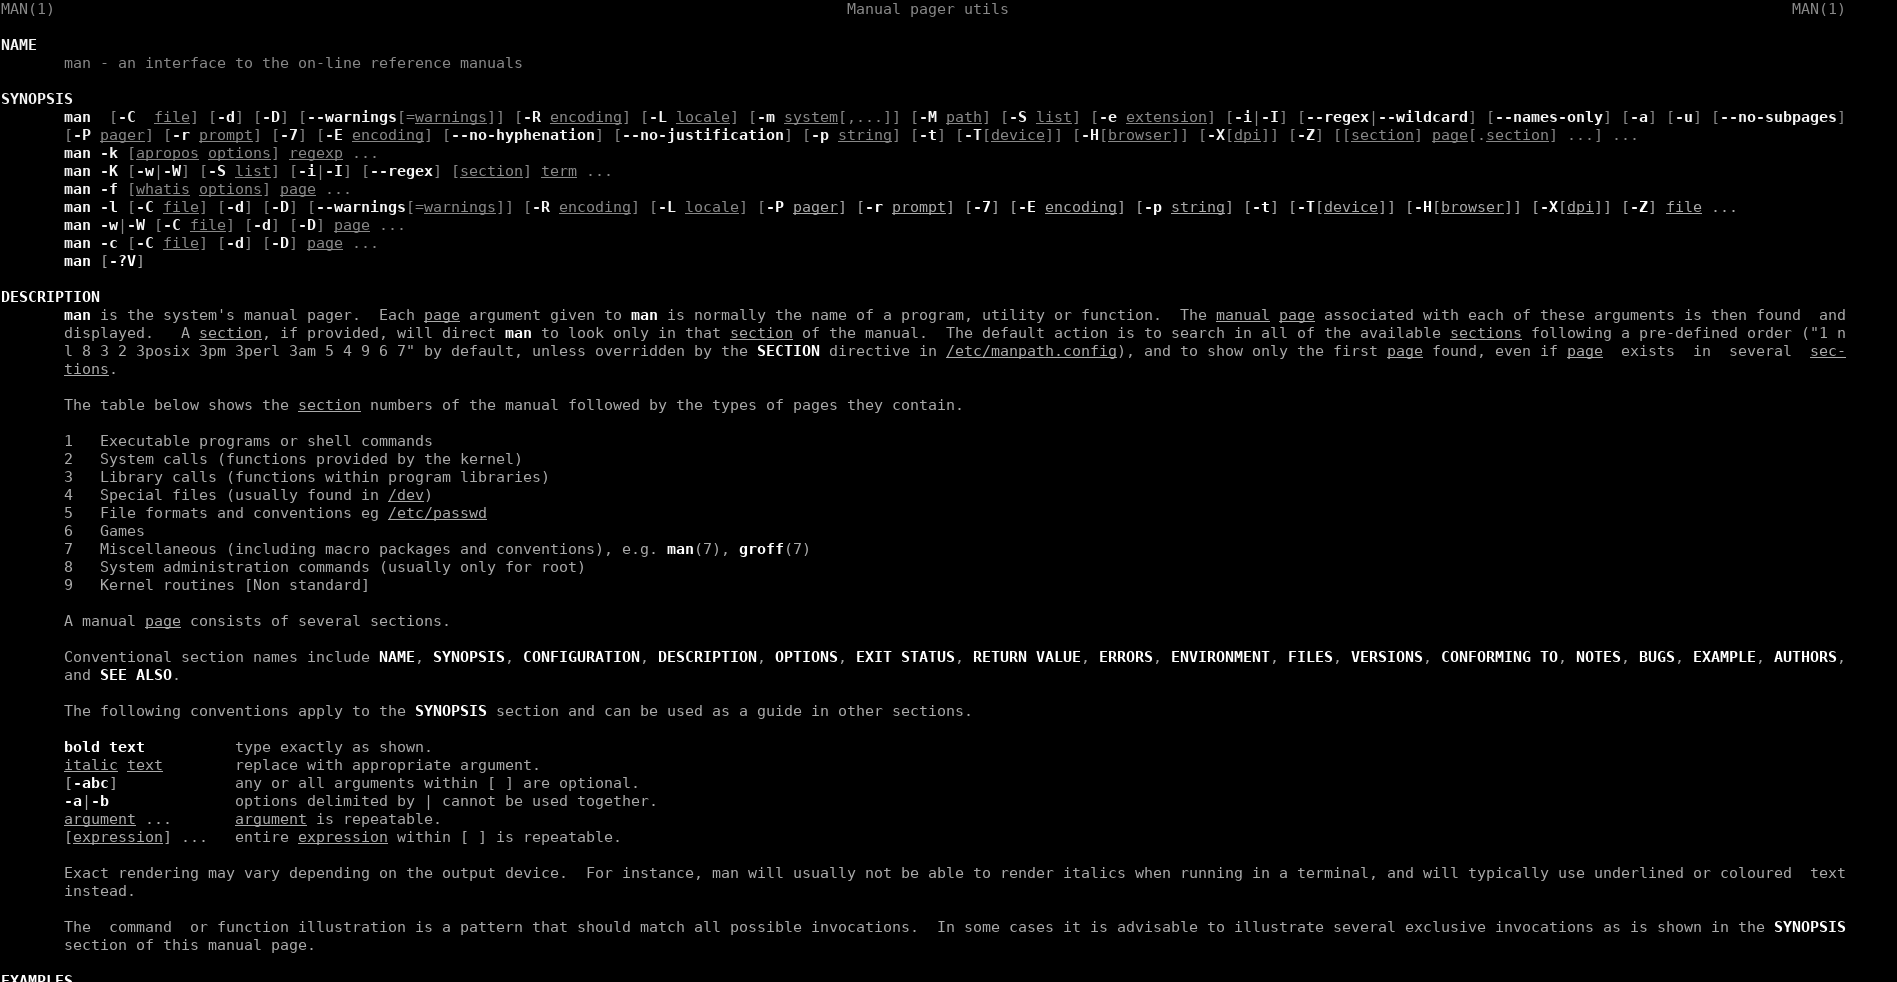 MAN(1) Manual pager utils MAN(1)
NAME
man - an interface to the on-line reference manuals
SYNOPSIS
man  [-C  file] [-d] [-D] [--warnings[=warnings]] [-R encoding] [-L locale] [-m system[,...]] [-M path] [-S list] [-e extension] [-i|-I] [--regex|--wildcard] [--names-only] [-a] [-u] [--no-subpages]
[-P pager] [-r prompt] [-7] [-E encoding] [--no-hyphenation] [--no-justification] [-p string] [-t] [-T[device]] [-H[browser]] [-X[dpi]] [-Z] [[section] page[.section] ...] ...
man -k [apropos options] regexp ...
man -K [-w|-W] [-S list] [-i|-I] [--regex] [section] term ...
man -f [whatis options] page ...
man -l [-C file] [-d] [-D] [--warnings[=warnings]] [-R encoding] [-L locale] [-P pager] [-r prompt] [-7] [-E encoding] [-p string] [-t] [-T[device]] [-H[browser]] [-X[dpi]] [-Z] file ...
man -w|-W [-C file] [-d] [-D] page ...
man -c [-C file] [-d] [-D] page ...
man [-?V]
DESCRIPTION
man is the system's manual pager.  Each page argument given to man is normally the name of a program, utility or function.  The manual page associated with each of these arguments is then found  and
displayed.   A section, if provided, will direct man to look only in that section of the manual.  The default action is to search in all of the available sections following a pre-defined order ("1 n
l 8 3 2 3posix 3pm 3perl 3am 5 4 9 6 7" by default, unless overridden by the SECTION directive in /etc/manpath.config), and to show only the first page found, even if page  exists  in  several  sec-
tions.
The table below shows the section numbers of the manual followed by the types of pages they contain.
1   Executable programs or shell commands
2   System calls (functions provided by the kernel)
3   Library calls (functions within program libraries)
4   Special files (usually found in /dev)
5   File formats and conventions eg /etc/passwd
6   Games
7   Miscellaneous (including macro packages and conventions), e.g. man(7), groff(7)
8   System administration commands (usually only for root)
9   Kernel routines [Non standard]
A manual page consists of several sections.
Conventional section names include NAME, SYNOPSIS, CONFIGURATION, DESCRIPTION, OPTIONS, EXIT STATUS, RETURN VALUE, ERRORS, ENVIRONMENT, FILES, VERSIONS, CONFORMING TO, NOTES, BUGS, EXAMPLE, AUTHORS,
and SEE ALSO.
The following conventions apply to the SYNOPSIS section and can be used as a guide in other sections.
bold text          type exactly as shown.
italic text        replace with appropriate argument.
[-abc]             any or all arguments within [ ] are optional.
-a|-b              options delimited by | cannot be used together.
argument ...       argument is repeatable.
[expression] ...   entire expression within [ ] is repeatable.
Exact rendering may vary depending on the output device.  For instance, man will usually not be able to render italics when running in a terminal, and will typically use underlined or coloured  text
instead.
The  command  or function illustration is a pattern that should match all possible invocations.  In some cases it is advisable to illustrate several exclusive invocations as is shown in the SYNOPSIS
section of this manual page.
EXAMPLES